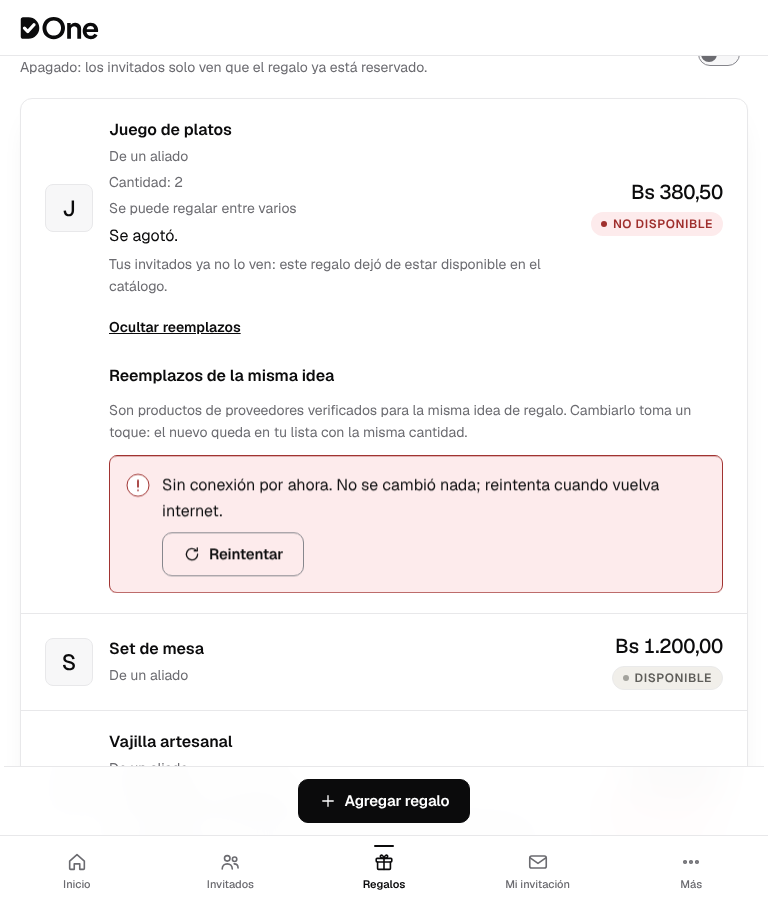 One
Apagado: los invitados solo ven que el regalo ya está reservado.
Juego de platos
De un aliado
Cantidad: 2
Se puede regalar entre varios
J
Bs 380,50
NO DISPONIBLE
Se agotó.
Tus invitados ya no lo ven: este regalo dejó de estar disponible en el
catálogo.
Ocultar reemplazos
Reemplazos de la misma idea
Son productos de proveedores verificados para la misma idea de regalo. Cambiarlo toma un
toque: el nuevo queda en tu lista con la misma cantidad.
Sin conexión por ahora. No se cambió nada; reintenta cuando vuelva
internet.
Reintentar
S
Set de mesa
De un aliado
Bs 1.200,00
DISPONIBLE
Vajilla artesanal
De un aliado
Agregar regalo
Inicio
Invitados
Regalos
Mi invitación
Más